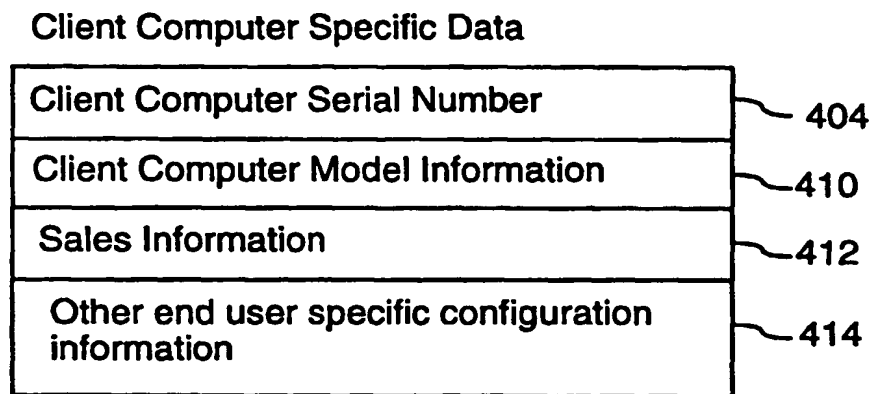 Client Computer Specific Data
Client Computer Serial Number
404
Client Computer Model Information
410
Sales Information
412
Other end user specific configuration
information
414